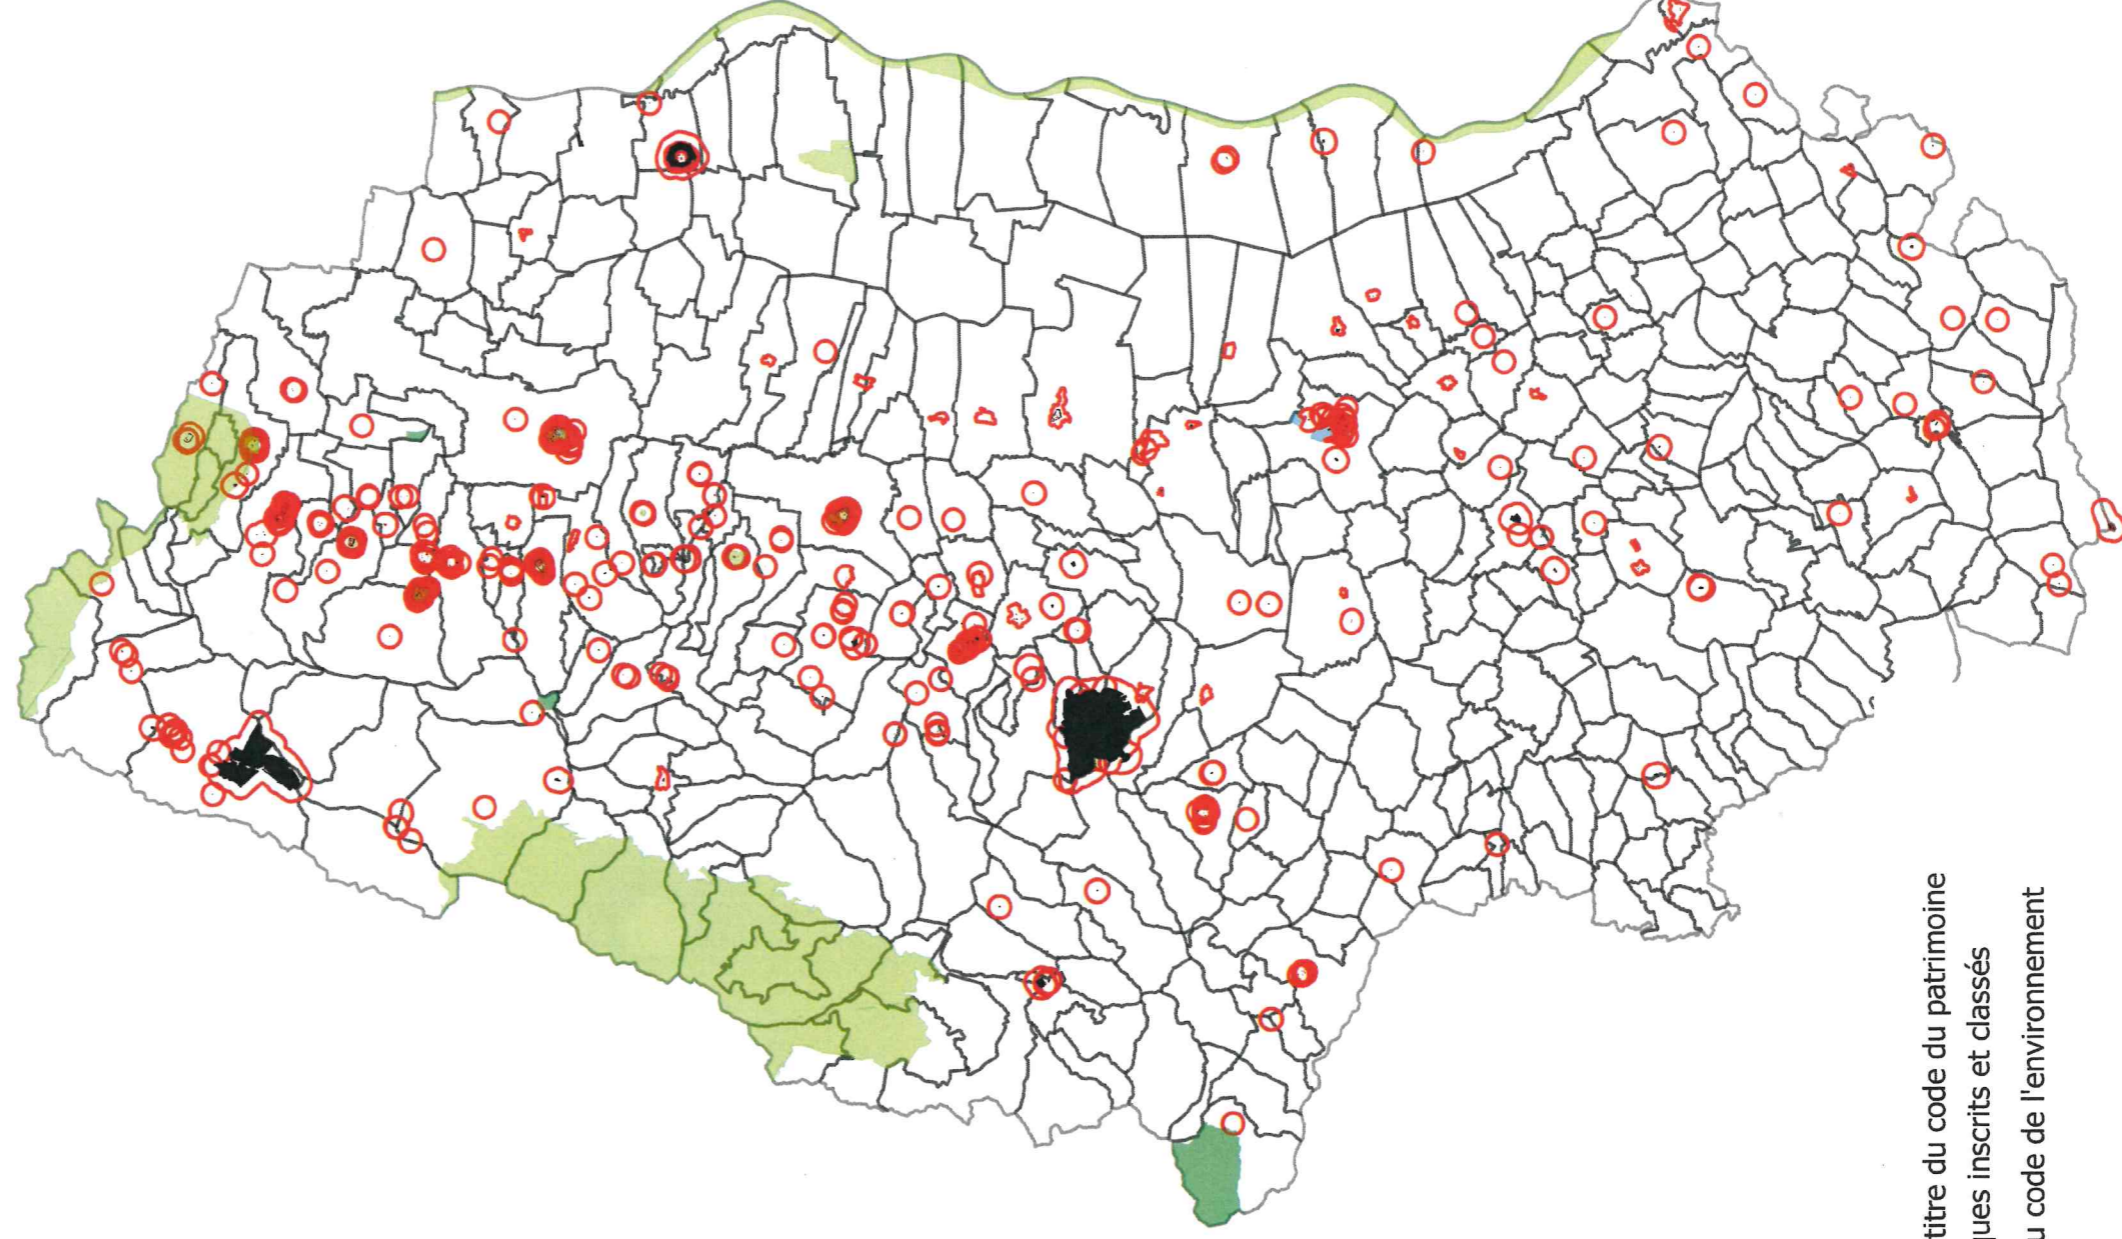 titre du code du patrimoine
ques inscrits et classés
u code de l'environnement